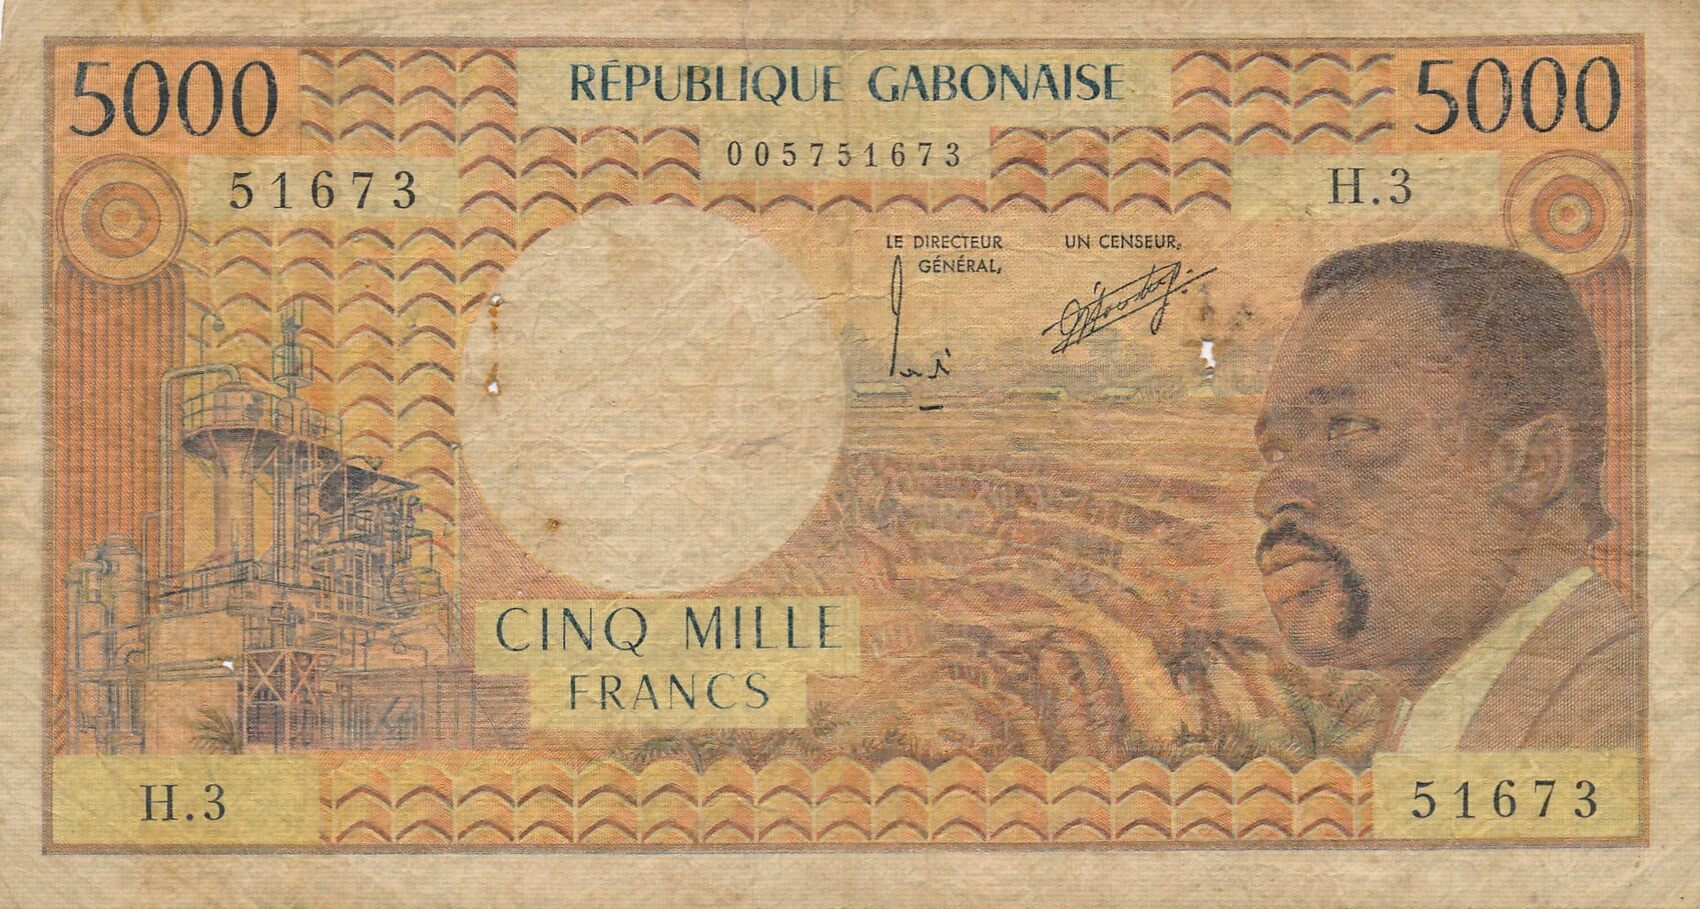 5000
RÉPUBLIQUE GABONAISE
5000
005751673
51673
H.3
LE DIRECTEUR
GÉNÉRAL,
UN CENSEUR,
CINQ MILLE
FRANCS
H.3
51673